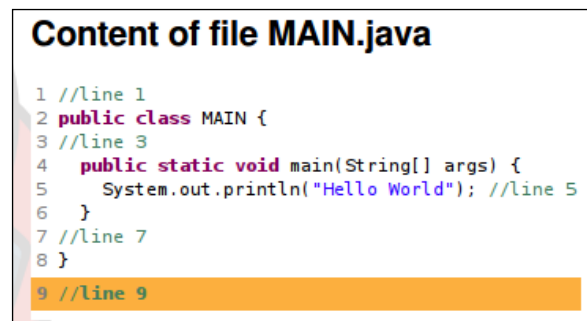 Content of file MAIN.java
1 //line 1
2 public class MAIN {
3 //line 3
4   public static void main(String[] args) {
5     System.out.println("Hello World"); //line 5
6   }
7 //line 7
8 }
9 //line 9